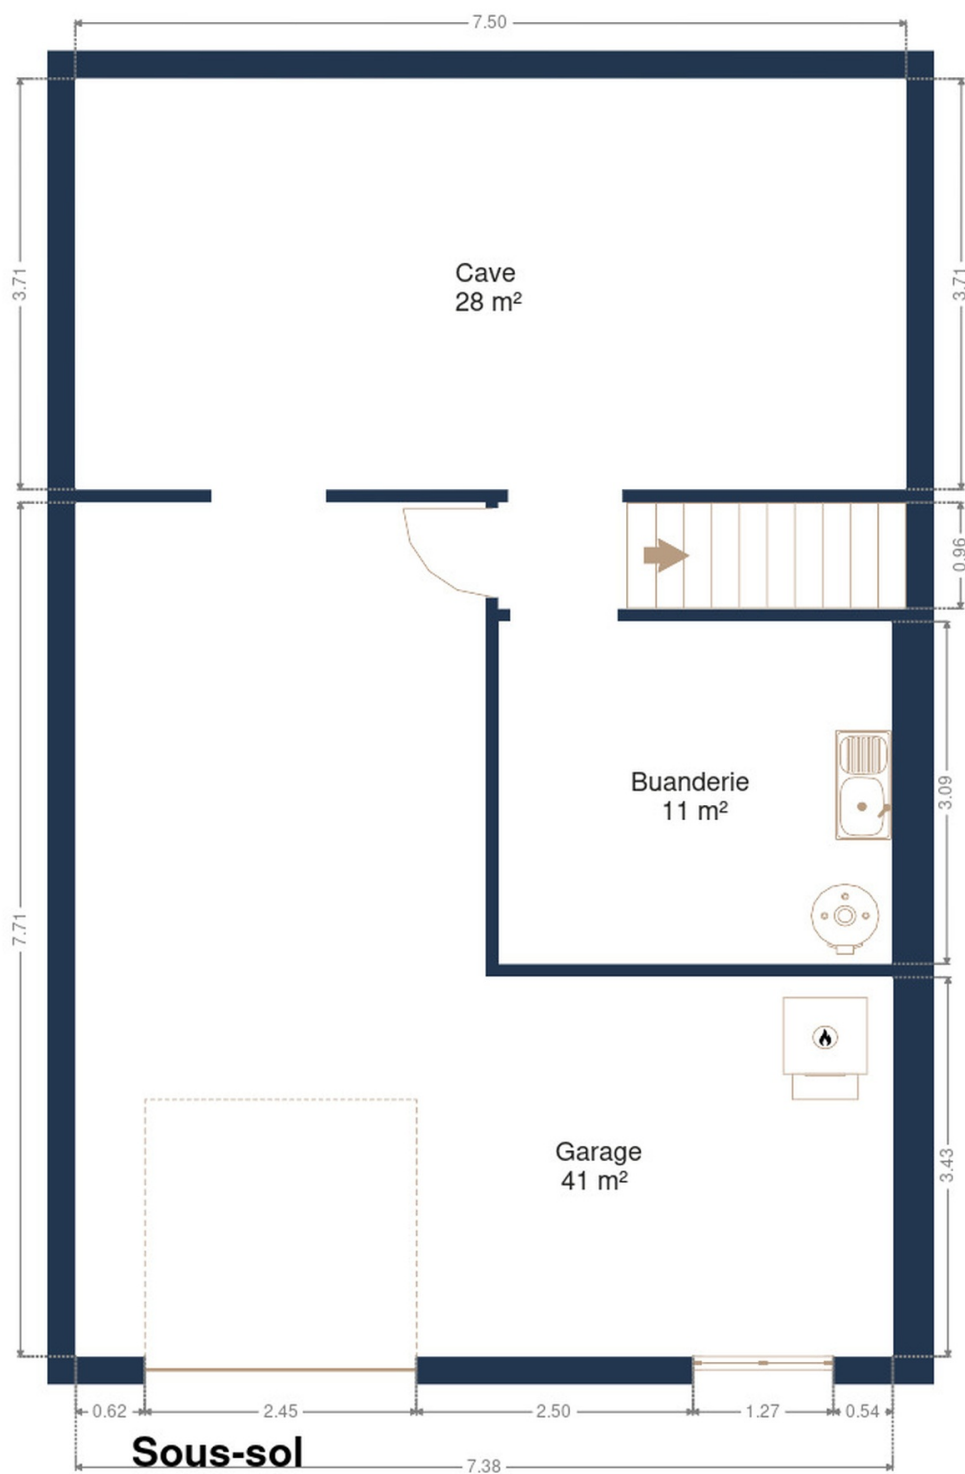 7.50
3.71
3.71
Cave
28 m²
0.96
7.71
3.09
Buanderie
11 m²
3.43
Garage
41 m²
0.62
2.45
2.50
1.27
0.54
Sous-sol
7.38